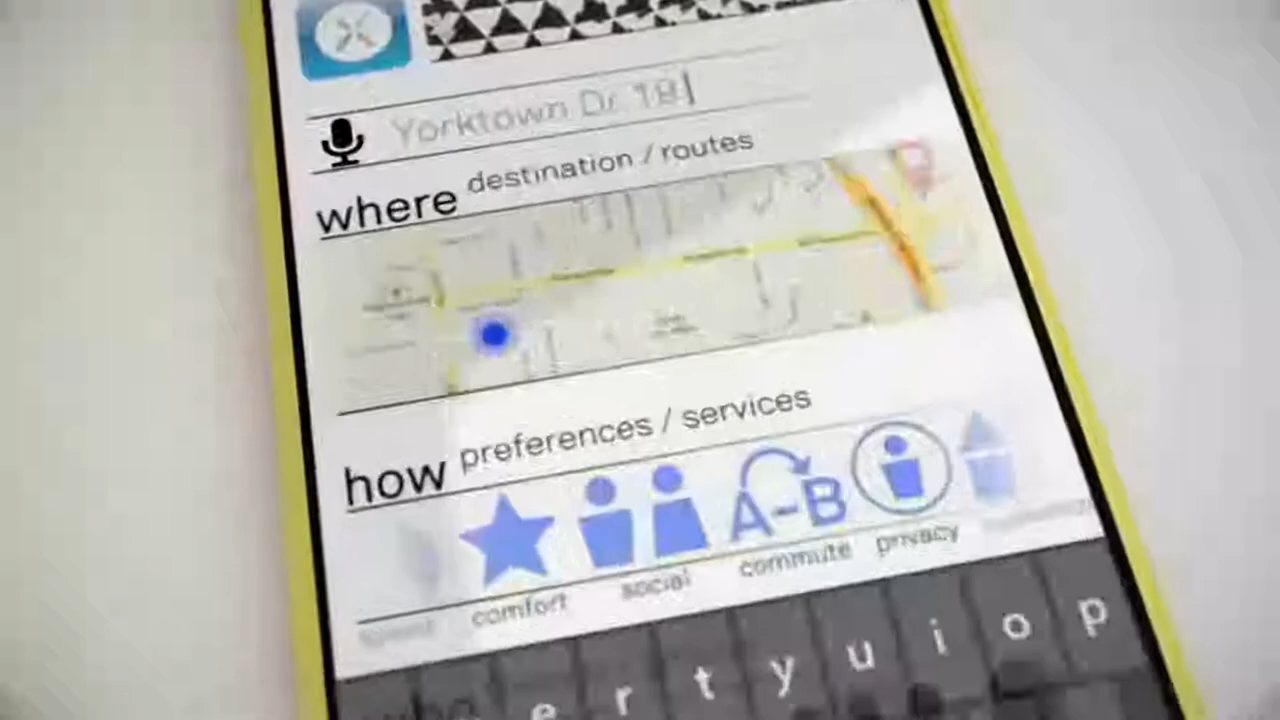 Yorktown Dr. 18
where destination / routes
how preferences / services
A-B
comfort social commute privacy
e r t y u i o p